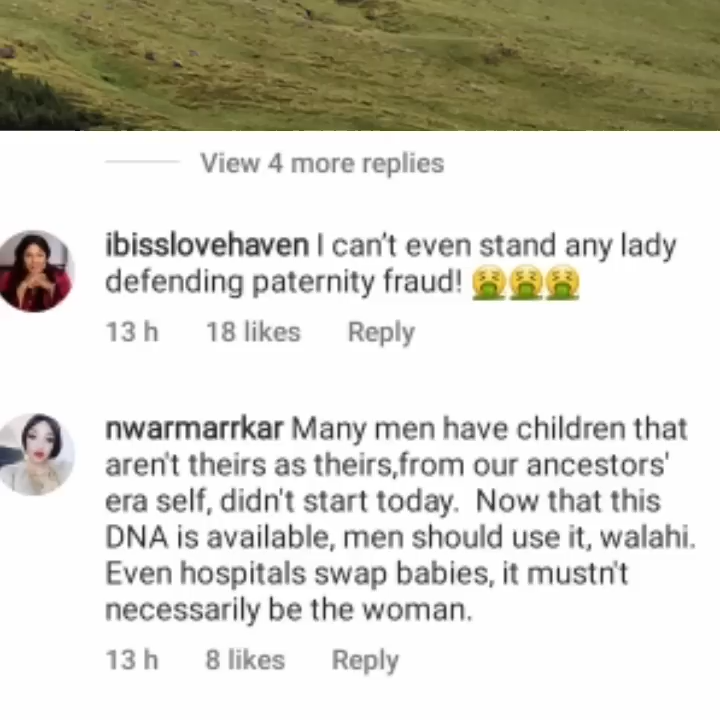 View 4 more replies
ibisslovehaven I can't even stand any lady
defending paternity fraud! 🤮🤮🤮
13 h 18 likes Reply
nwarmarrkar Many men have children that
aren't theirs as theirs,from our ancestors'
era self, didn't start today. Now that this
DNA is available, men should use it, walahi.
Even hospitals swap babies, it mustn't
necessarily be the woman.
13 h 8 likes Reply